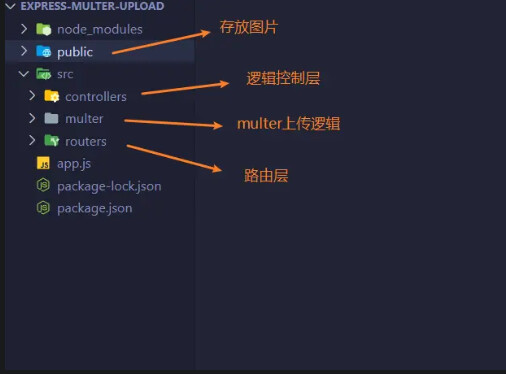 EXPRESS-MULTER-UPLOAD
node_modules
存放图片
public
src
逻辑控制层
controllers
multer
multer上传逻辑
routers
app.js
路由层
package-lock.json
package.json